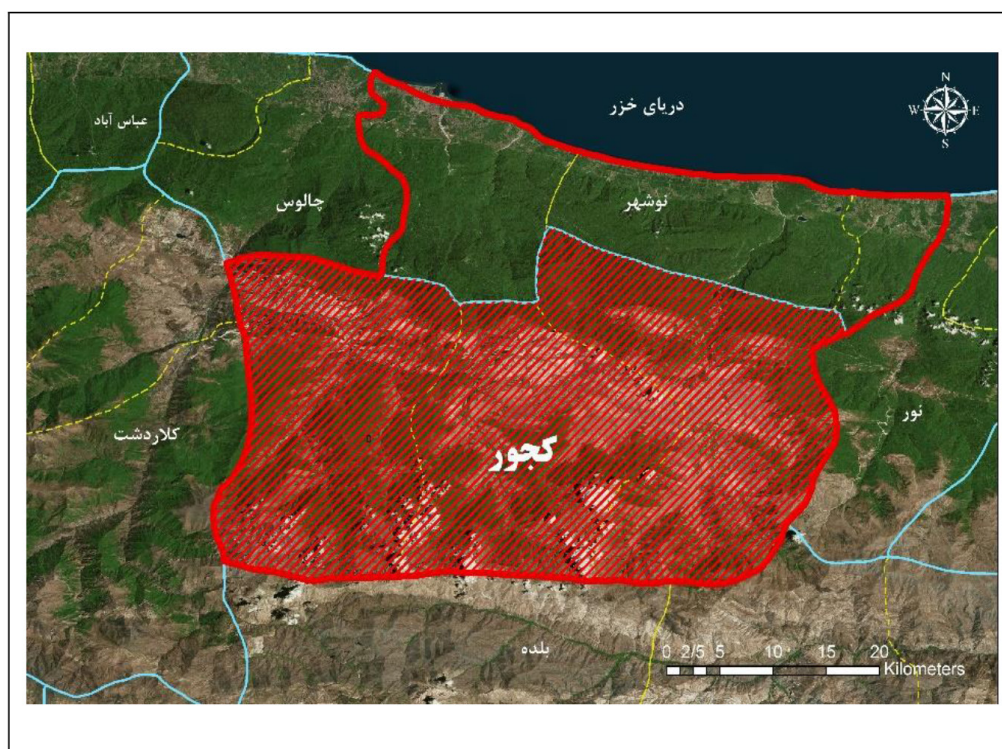 دریای خزر
N
W E
S
عباس آباد
چالوس
نوشهر
نور
کلاردشت
کجور
بلده
0 2/5 5 10 15 20
Kilometers